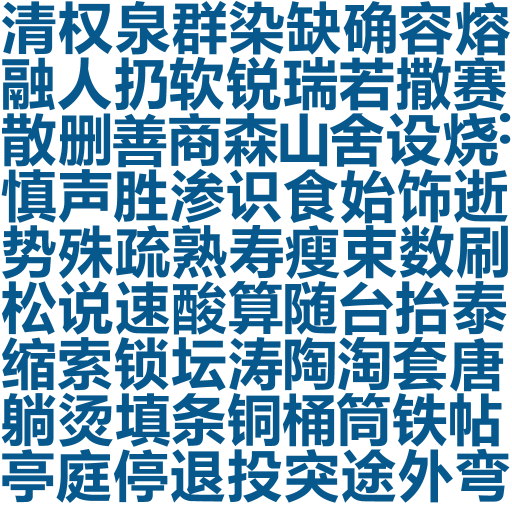 清权泉群染缺确容熔
融人扔软锐瑞若撒赛
散删善商森山舍设烧:
慎声胜渗识食始饰逝
势殊疏熟寿瘦束数刷
松说速酸算随台抬泰
缩索锁坛涛陶淘套唐
躺烫填条铜桶筒铁帖
亭庭停退投突途外弯